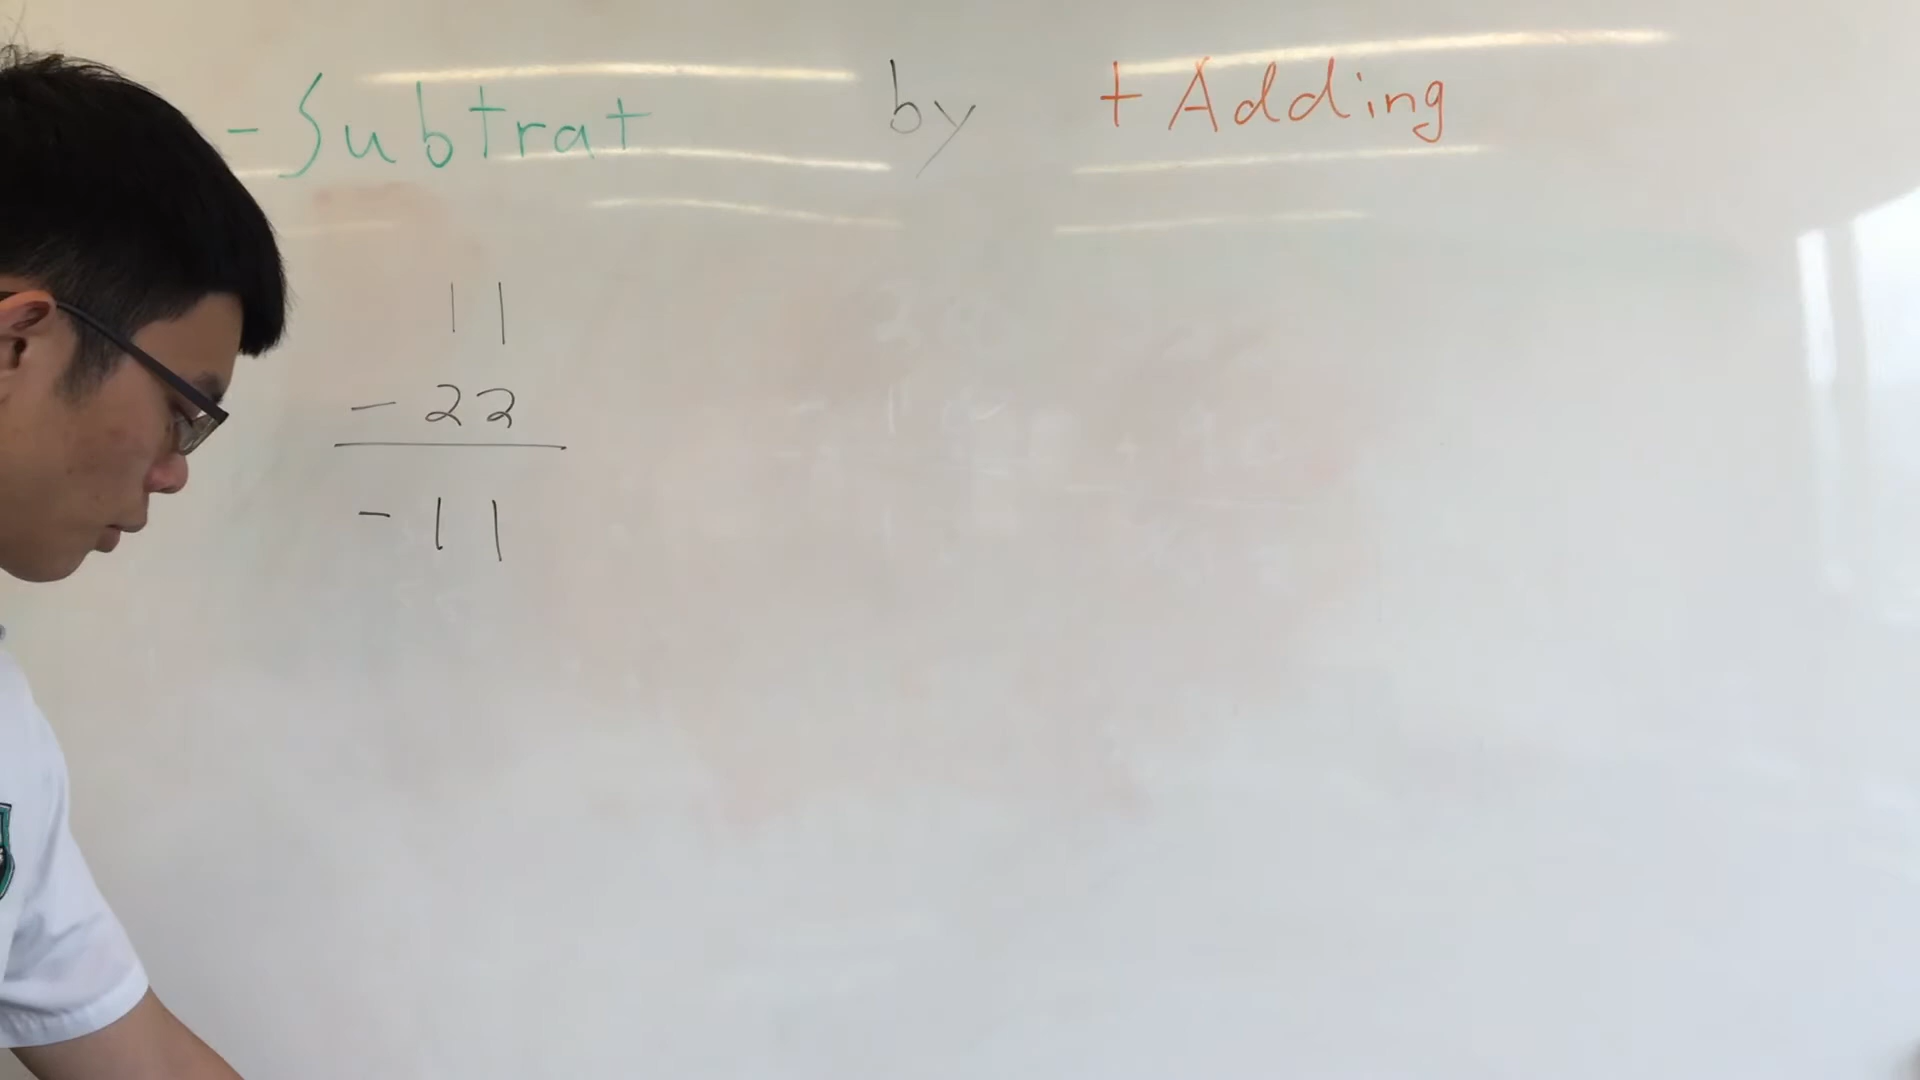 - Subtrat by + Adding
11
- 22
- 11